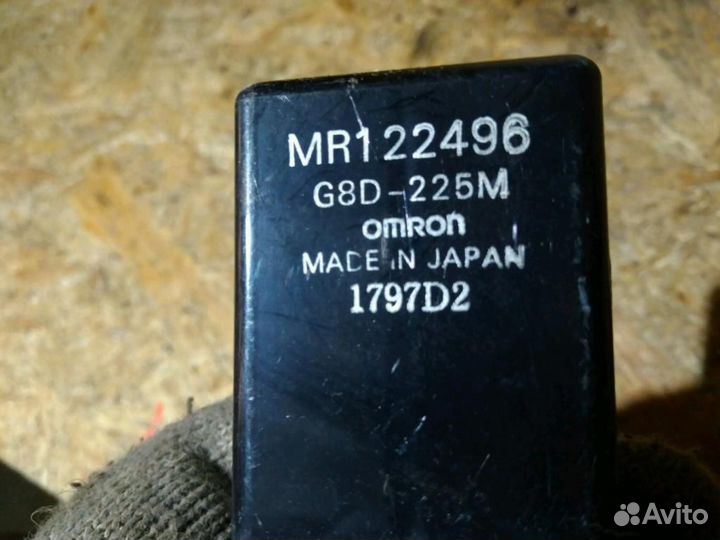 MR122496
G8D-225M
omron
MADE IN JAPAN
1797D2
Avito